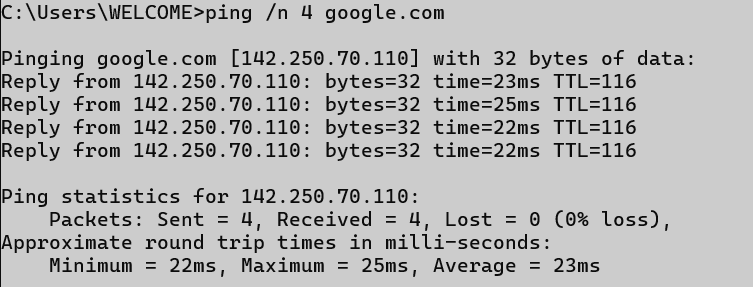 C:\Users\WELCOME>ping /n 4 google.com
Pinging google.com [142.250.70.110] with 32 bytes of data:
Reply from 142.250.70.110: bytes=32 time=23ms TTL=116
Reply from 142.250.70.110: bytes=32 time=25ms TTL=116
Reply from 142.250.70.110: bytes=32 time=22ms TTL=116
Reply from 142.250.70.110: bytes=32 time=22ms TTL=116
Ping statistics for 142.250.70.110:
Packets: Sent = 4, Received = 4, Lost = 0 (0% loss),
Approximate round trip times in milli-seconds:
Minimum = 22ms, Maximum = 25ms, Average = 23ms